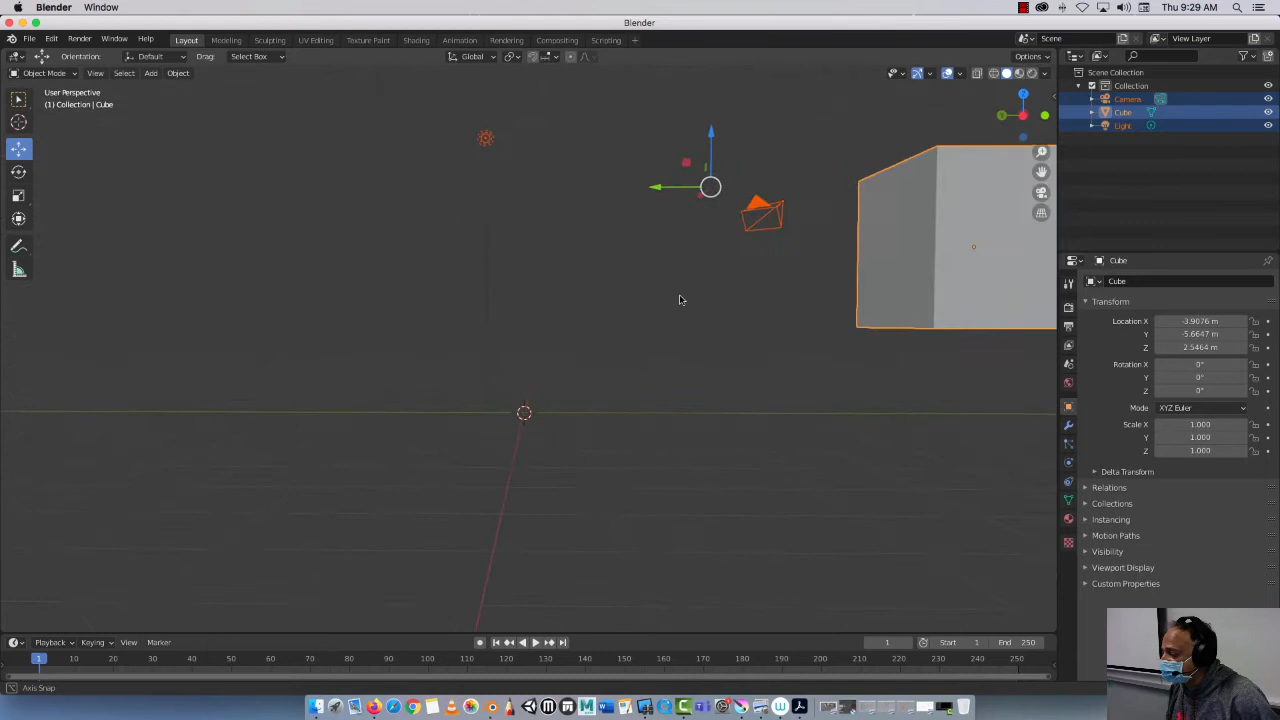 Blender Window Thu 9:29 AM
Blender
File Edit Render Window Help Layout Modeling Sculpting UV Editing Texture Paint Shading Animation Rendering Compositing Scripting + Scene View Layer
Orientation: Default Drag: Select Box Global Options
Object Mode View Select Add Object
User Perspective
(1) Collection | Cube
Scene Collection
Collection
Camera
Cube
Light
Z
Y
Cube
Cube
Transform
Location X -3.9076 m
Y -5.6647 m
Z 2.5464 m
Rotation X 0°
Y 0°
Z 0°
Mode XYZ Euler
Scale X 1.000
Y 1.000
Z 1.000
Delta Transform
Relations
Collections
Instancing
Motion Paths
Visibility
Viewport Display
Custom Properties
Playback Keying View Marker 1 Start 1 End 250
1 10 20 30 40 50 60 70 80 90 100 110 120 130 140 150 160 170 180 190 200 210 220 230 240 250
Axis Snap